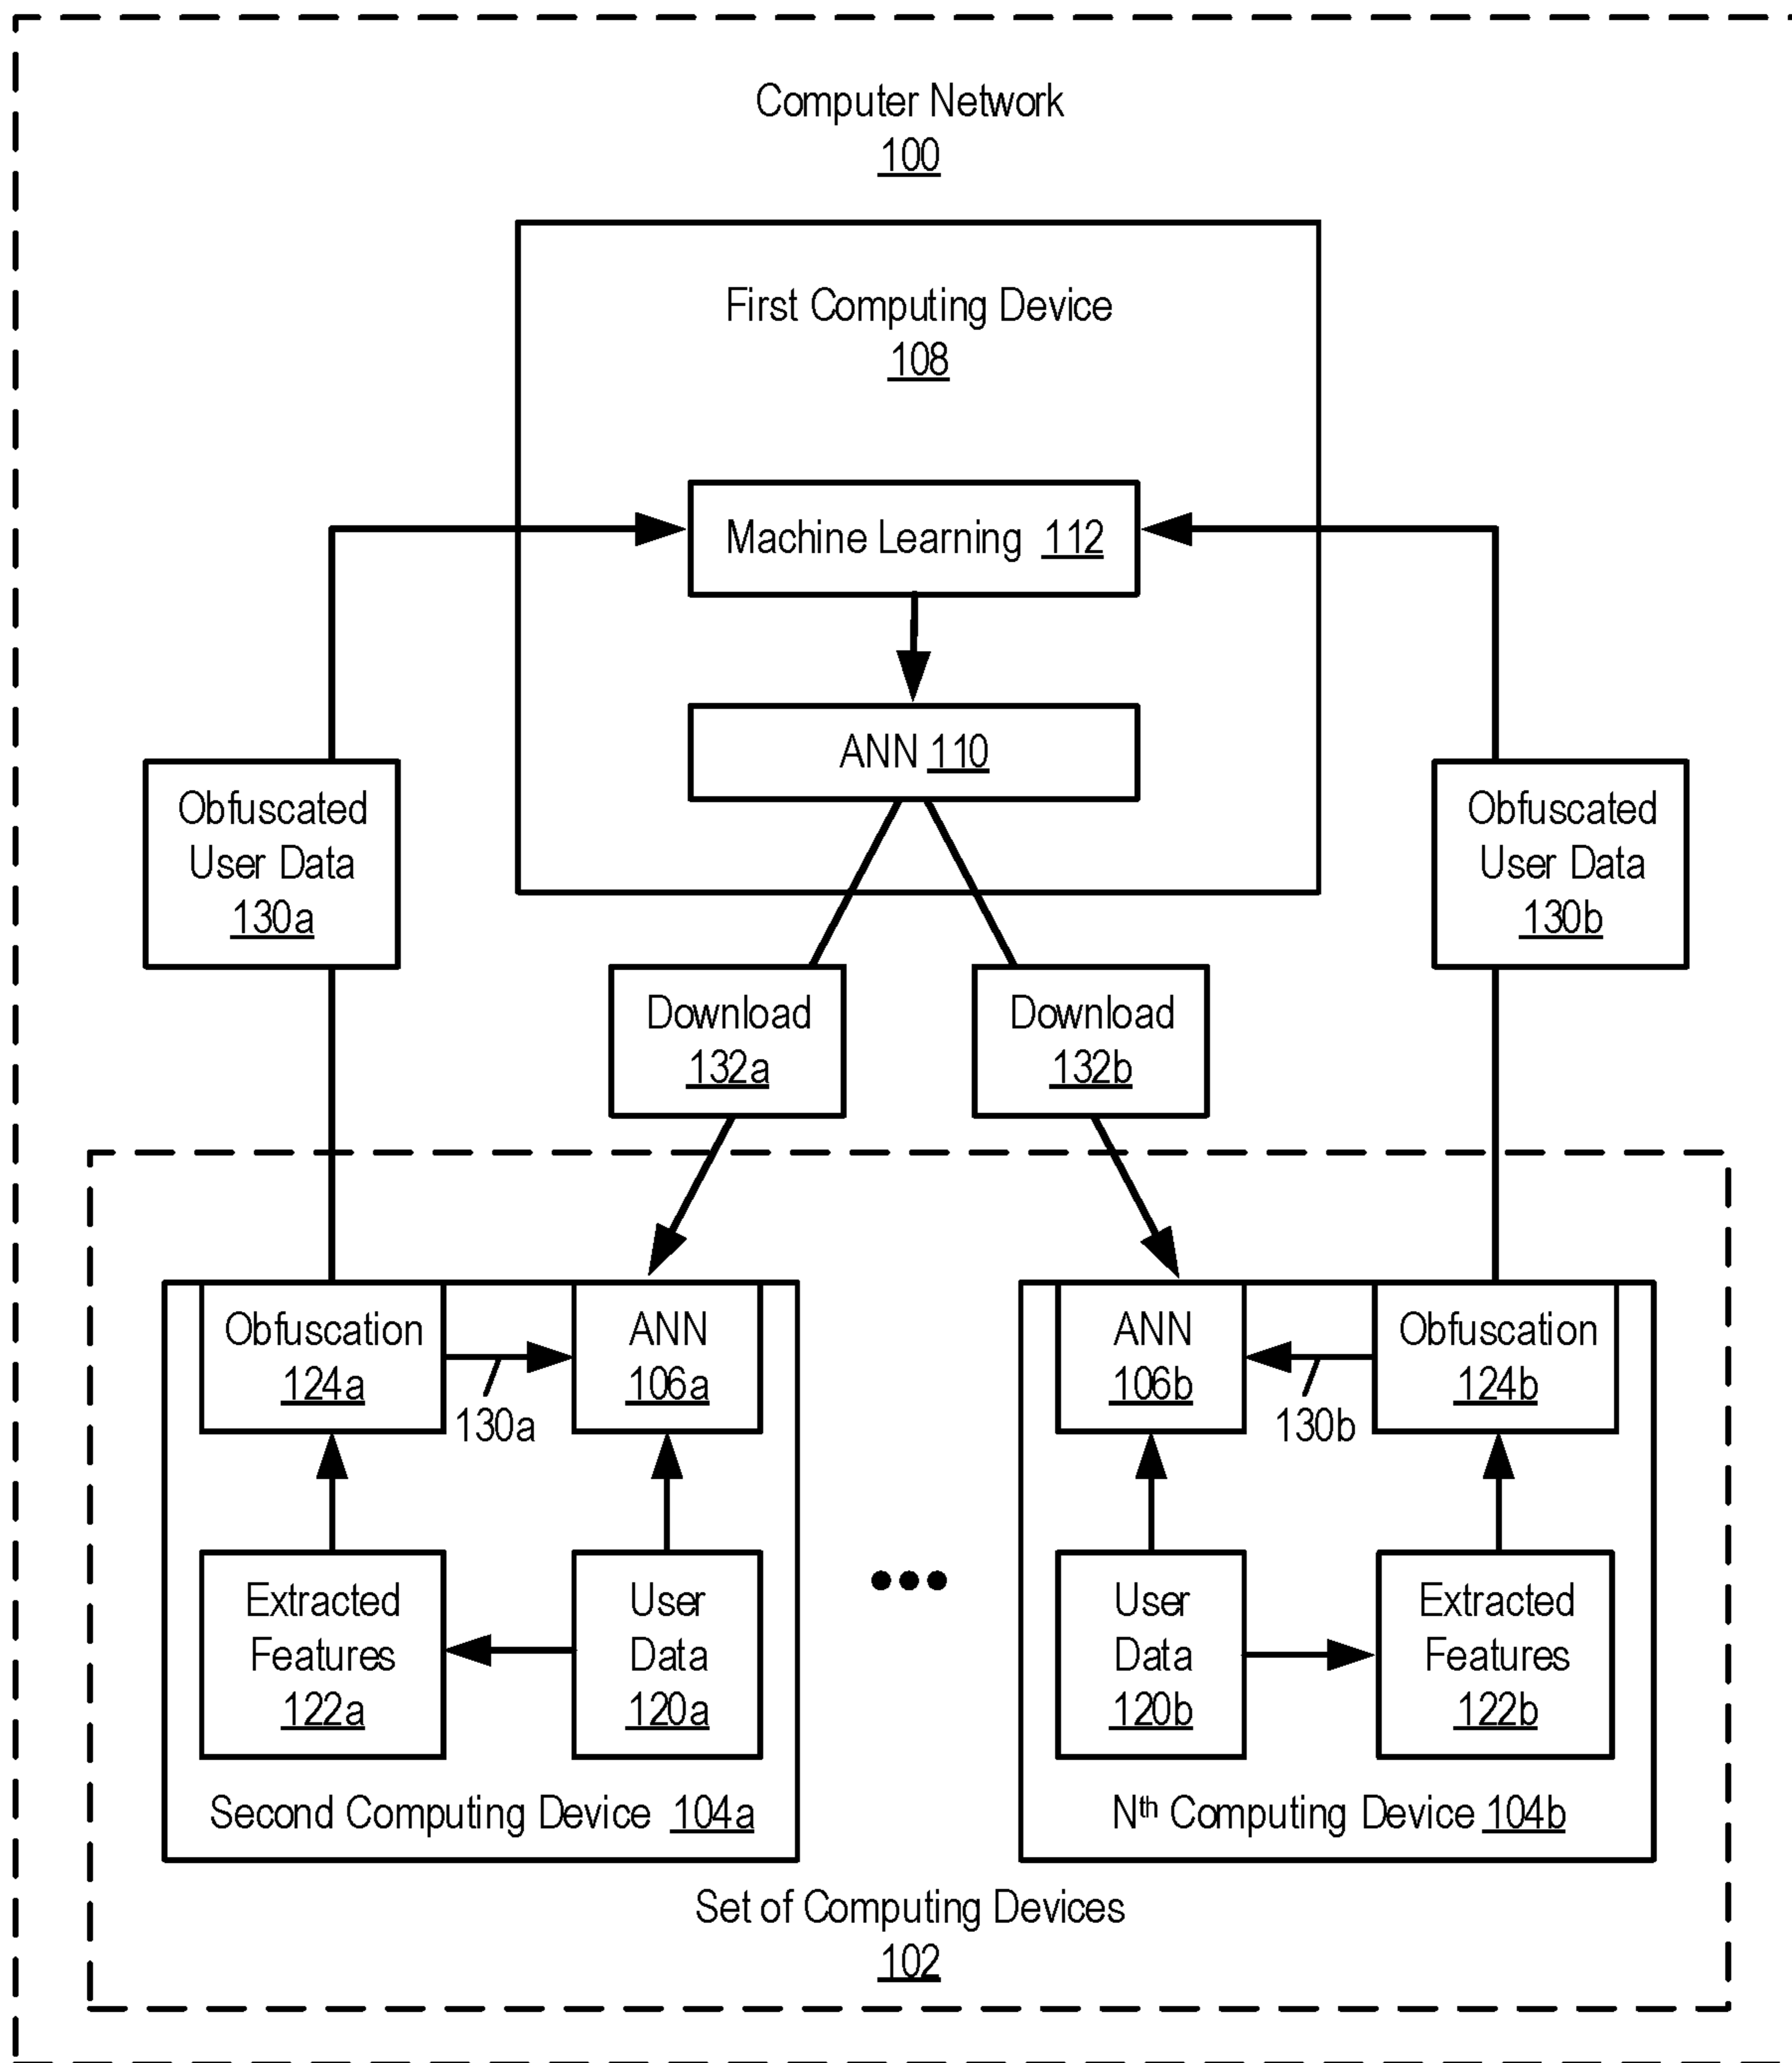 Computer Network
100
First Computing Device
108
Machine Learning 112
ANN 110
Obfuscated
User Data
130a
Obfuscated
User Data
130b
Download
132a
Download
132b
Obfuscation
124a
130a
ANN
106a
ANN
106b
130b
Obfuscation
124b
Extracted
Features
122a
User
Data
120a
User
Data
120b
Extracted
Features
122b
Second Computing Device 104a
Nth Computing Device 104b
Set of Computing Devices
102